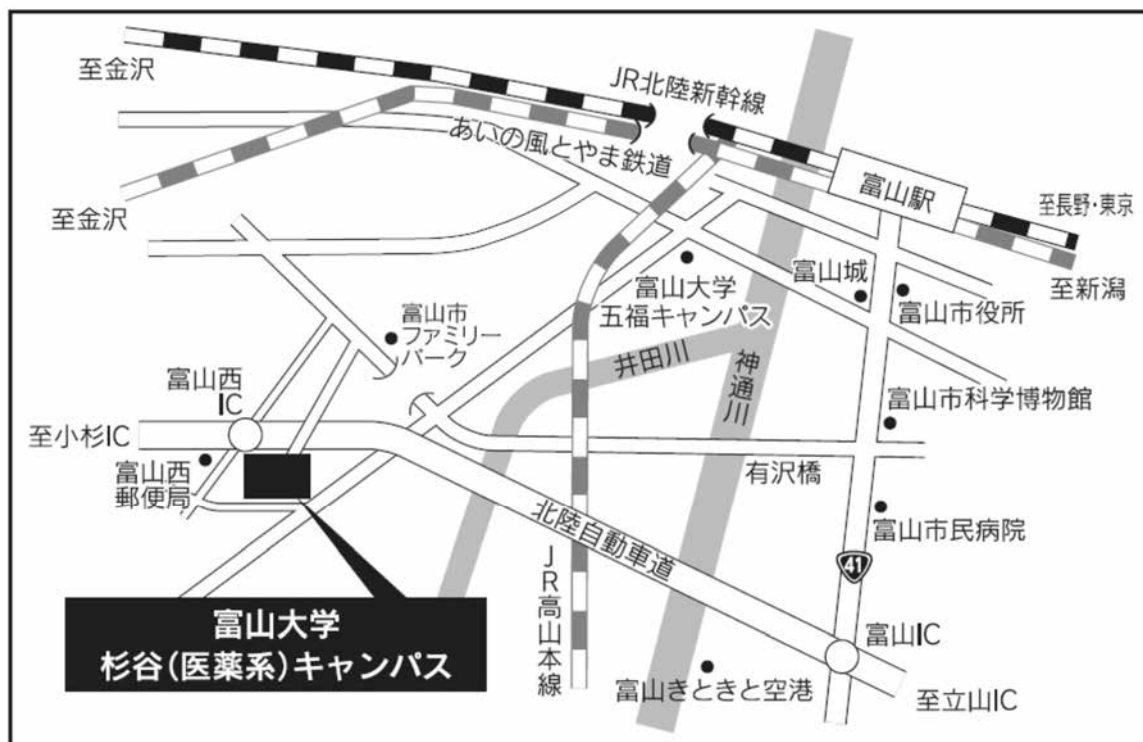 至金沢
JR北陸新幹線
あいの風とやま鉄道
富山駅
至長野・東京
至金沢
至新潟
富山大学
五福キャンパス
富山城
富山市役所
富山市
ファミリー
パーク
井田川
神通川
富山西
IC
富山市科学博物館
至小杉IC
富山西
郵便局
有沢橋
北陸自動車道
富山市民病院
41
JR高山本線
富山大学
杉谷(医薬系)キャンパス
富山IC
富山きときと空港
至立山IC